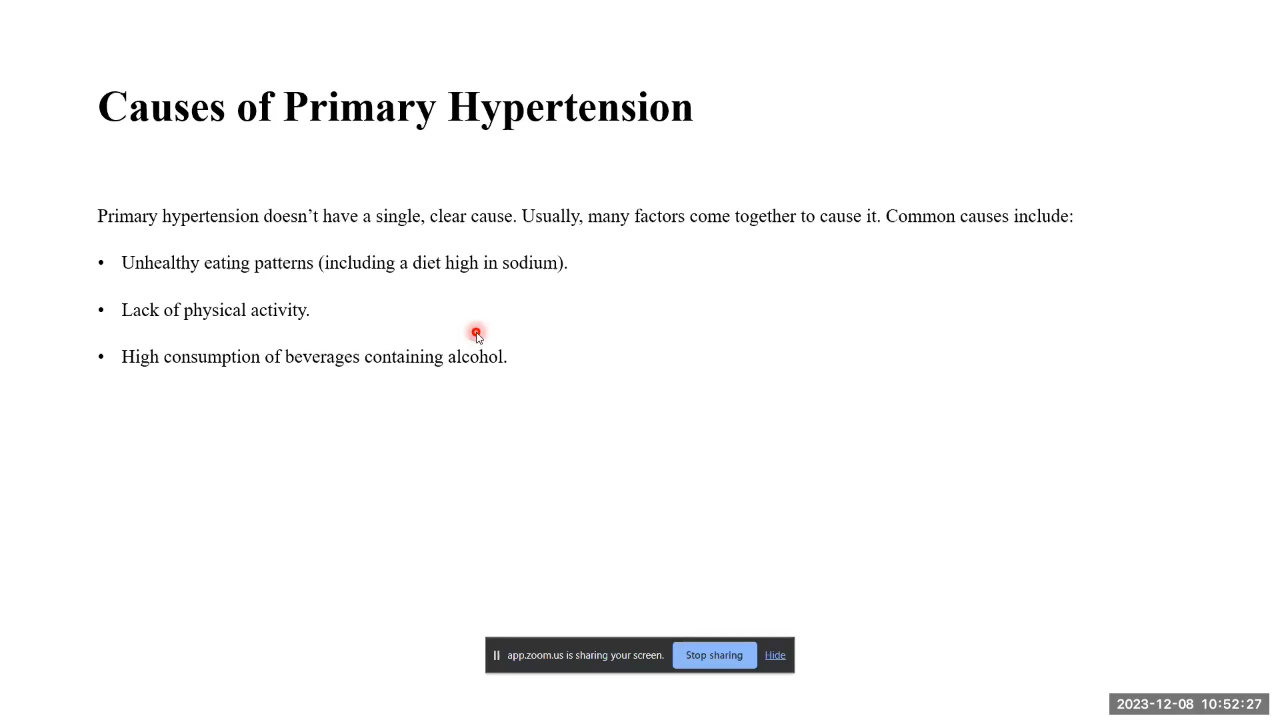 Causes of Primary Hypertension
Primary hypertension doesn’t have a single, clear cause. Usually, many factors come together to cause it. Common causes include:
• Unhealthy eating patterns (including a diet high in sodium).
• Lack of physical activity.
• High consumption of beverages containing alcohol.
app.zoom.us is sharing your screen. Stop sharing Hide
2023-12-08 10:52:27